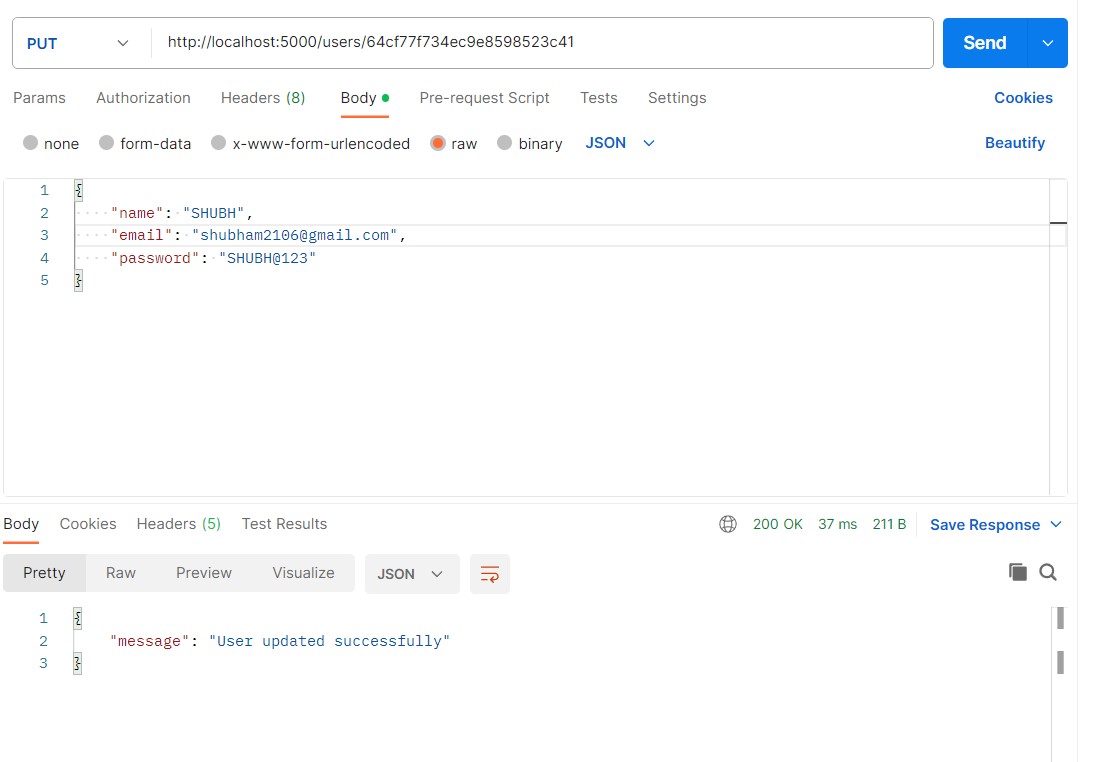 PUT http://localhost:5000/users/64cf77f734ec9e8598523c41 Send
Params Authorization Headers (8) Body Pre-request Script Tests Settings Cookies
none form-data x-www-form-urlencoded raw binary JSON Beautify
1 {
2 "name": "SHUBH",
3 "email": "shubham2106@gmail.com",
4 "password": "SHUBH@123"
5 }
Body Cookies Headers (5) Test Results 200 OK 37 ms 211 B Save Response
Pretty Raw Preview Visualize JSON
1 {
2 "message": "User updated successfully"
3 }